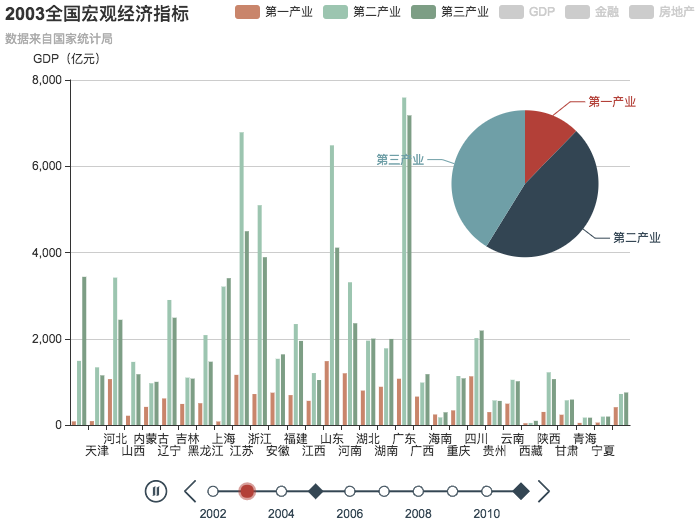 2003全国宏观经济指标
第一产业 第二产业 第三产业 GDP 金融 房地产
数据来自国家统计局
GDP（亿元）
8,000
6,000
4,000
2,000
0
第一产业
第三产业
第二产业
河北 内蒙古 吉林 上海 浙江 福建 山东 湖北 广东 海南 四川 云南 陕西 青海
天津 山西 辽宁 黑龙江 江苏 安徽 江西 河南 湖南 广西 重庆 贵州 西藏 甘肃 宁夏
2002 2004 2006 2008 2010